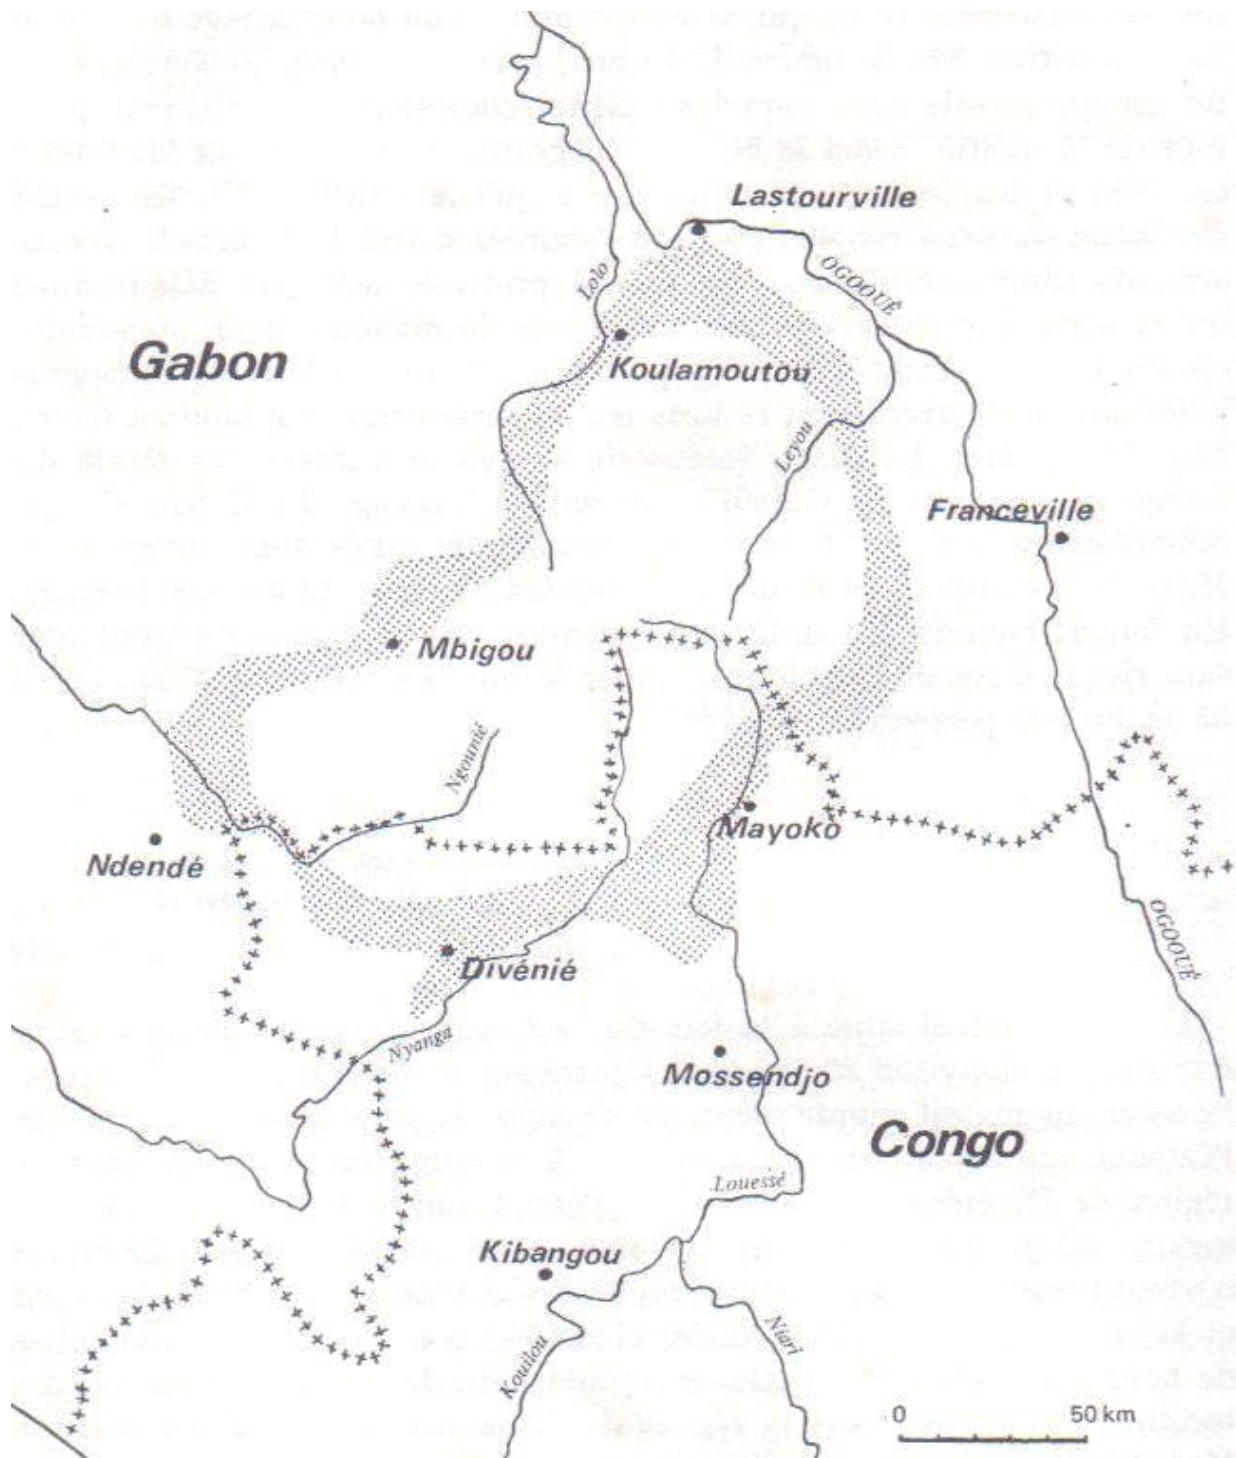 Lastourville
OGOOUÉ
Lolo
Gabon
Koulamoutou
Leyou
Franceville
Mbigou
Ngounié
Mayoko
Ndendé
OGOOUÉ
Divénié
Nyanga
Mossendjo
Congo
Louessé
Kibangou
Niari
Kouilou
0 50 km